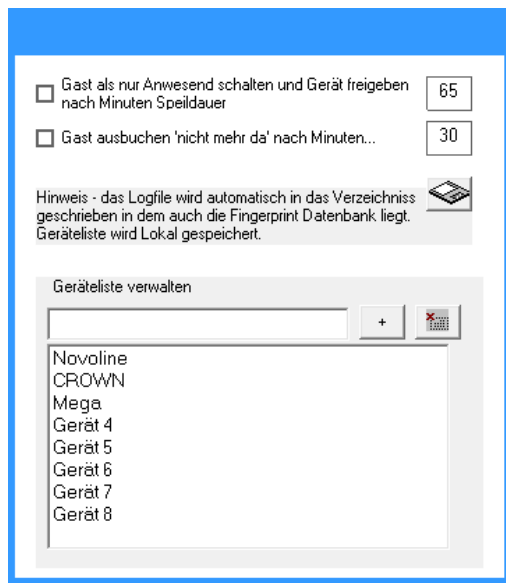 Gast als nur Anwesend schalten und Gerät freigeben
nach Minuten Speildauer
65
Gast ausbuchen 'nicht mehr da' nach Minuten...
30
Hinweis - das Logfile wird automatisch in das Verzeichniss
geschrieben in dem auch die Fingerprint Datenbank liegt.
Geräteliste wird Lokal gespeichert.
Geräteliste verwalten
+
Novoline
CROWN
Mega
Gerät 4
Gerät 5
Gerät 6
Gerät 7
Gerät 8